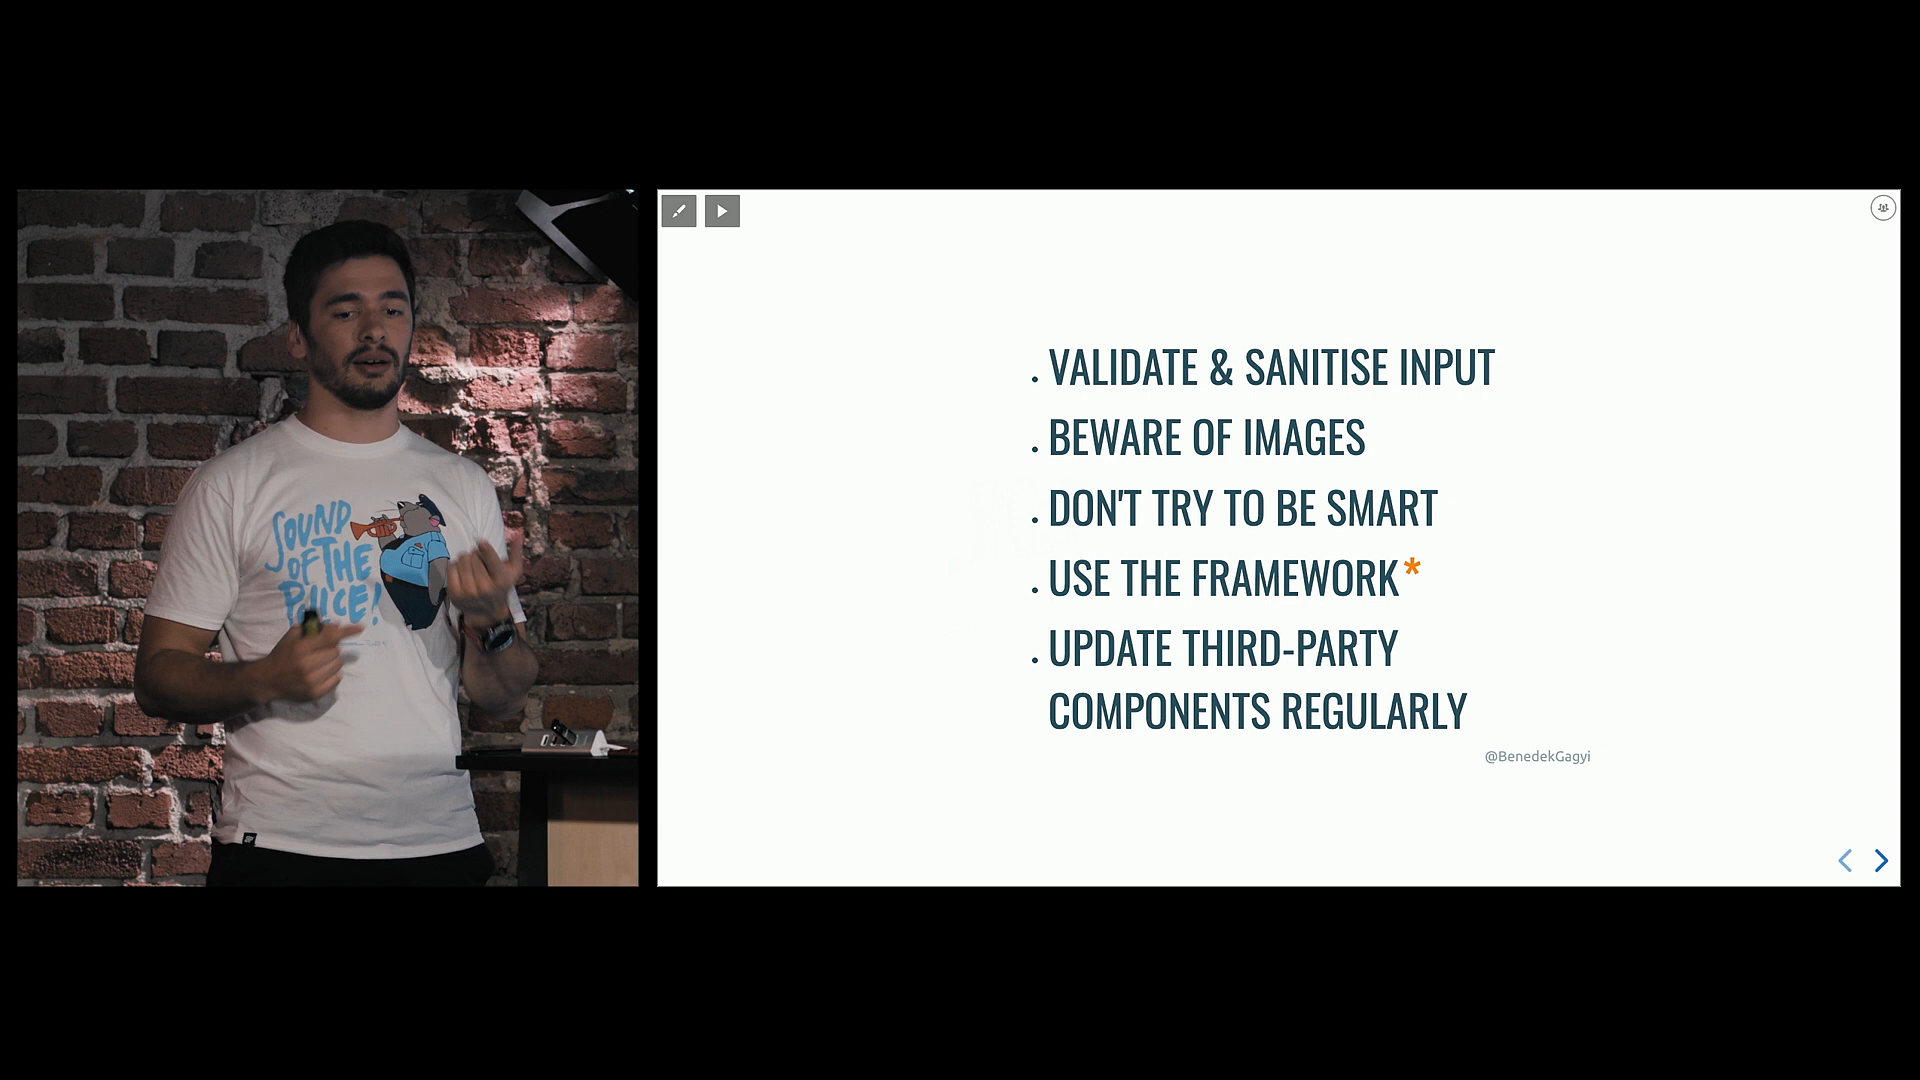 SOUND
OF THE
POLICE!
. VALIDATE & SANITISE INPUT
. BEWARE OF IMAGES
. DON'T TRY TO BE SMART
. USE THE FRAMEWORK*
. UPDATE THIRD-PARTY
COMPONENTS REGULARLY
@BenedekGagyi